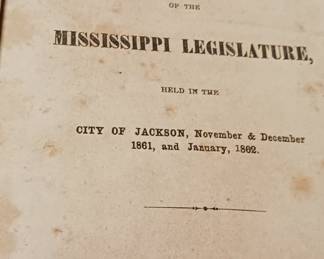 OF THE
MISSISSIPPI LEGISLATURE,
HELD IN THE
CITY OF JACKSON, November & December
1861, and January, 1862.